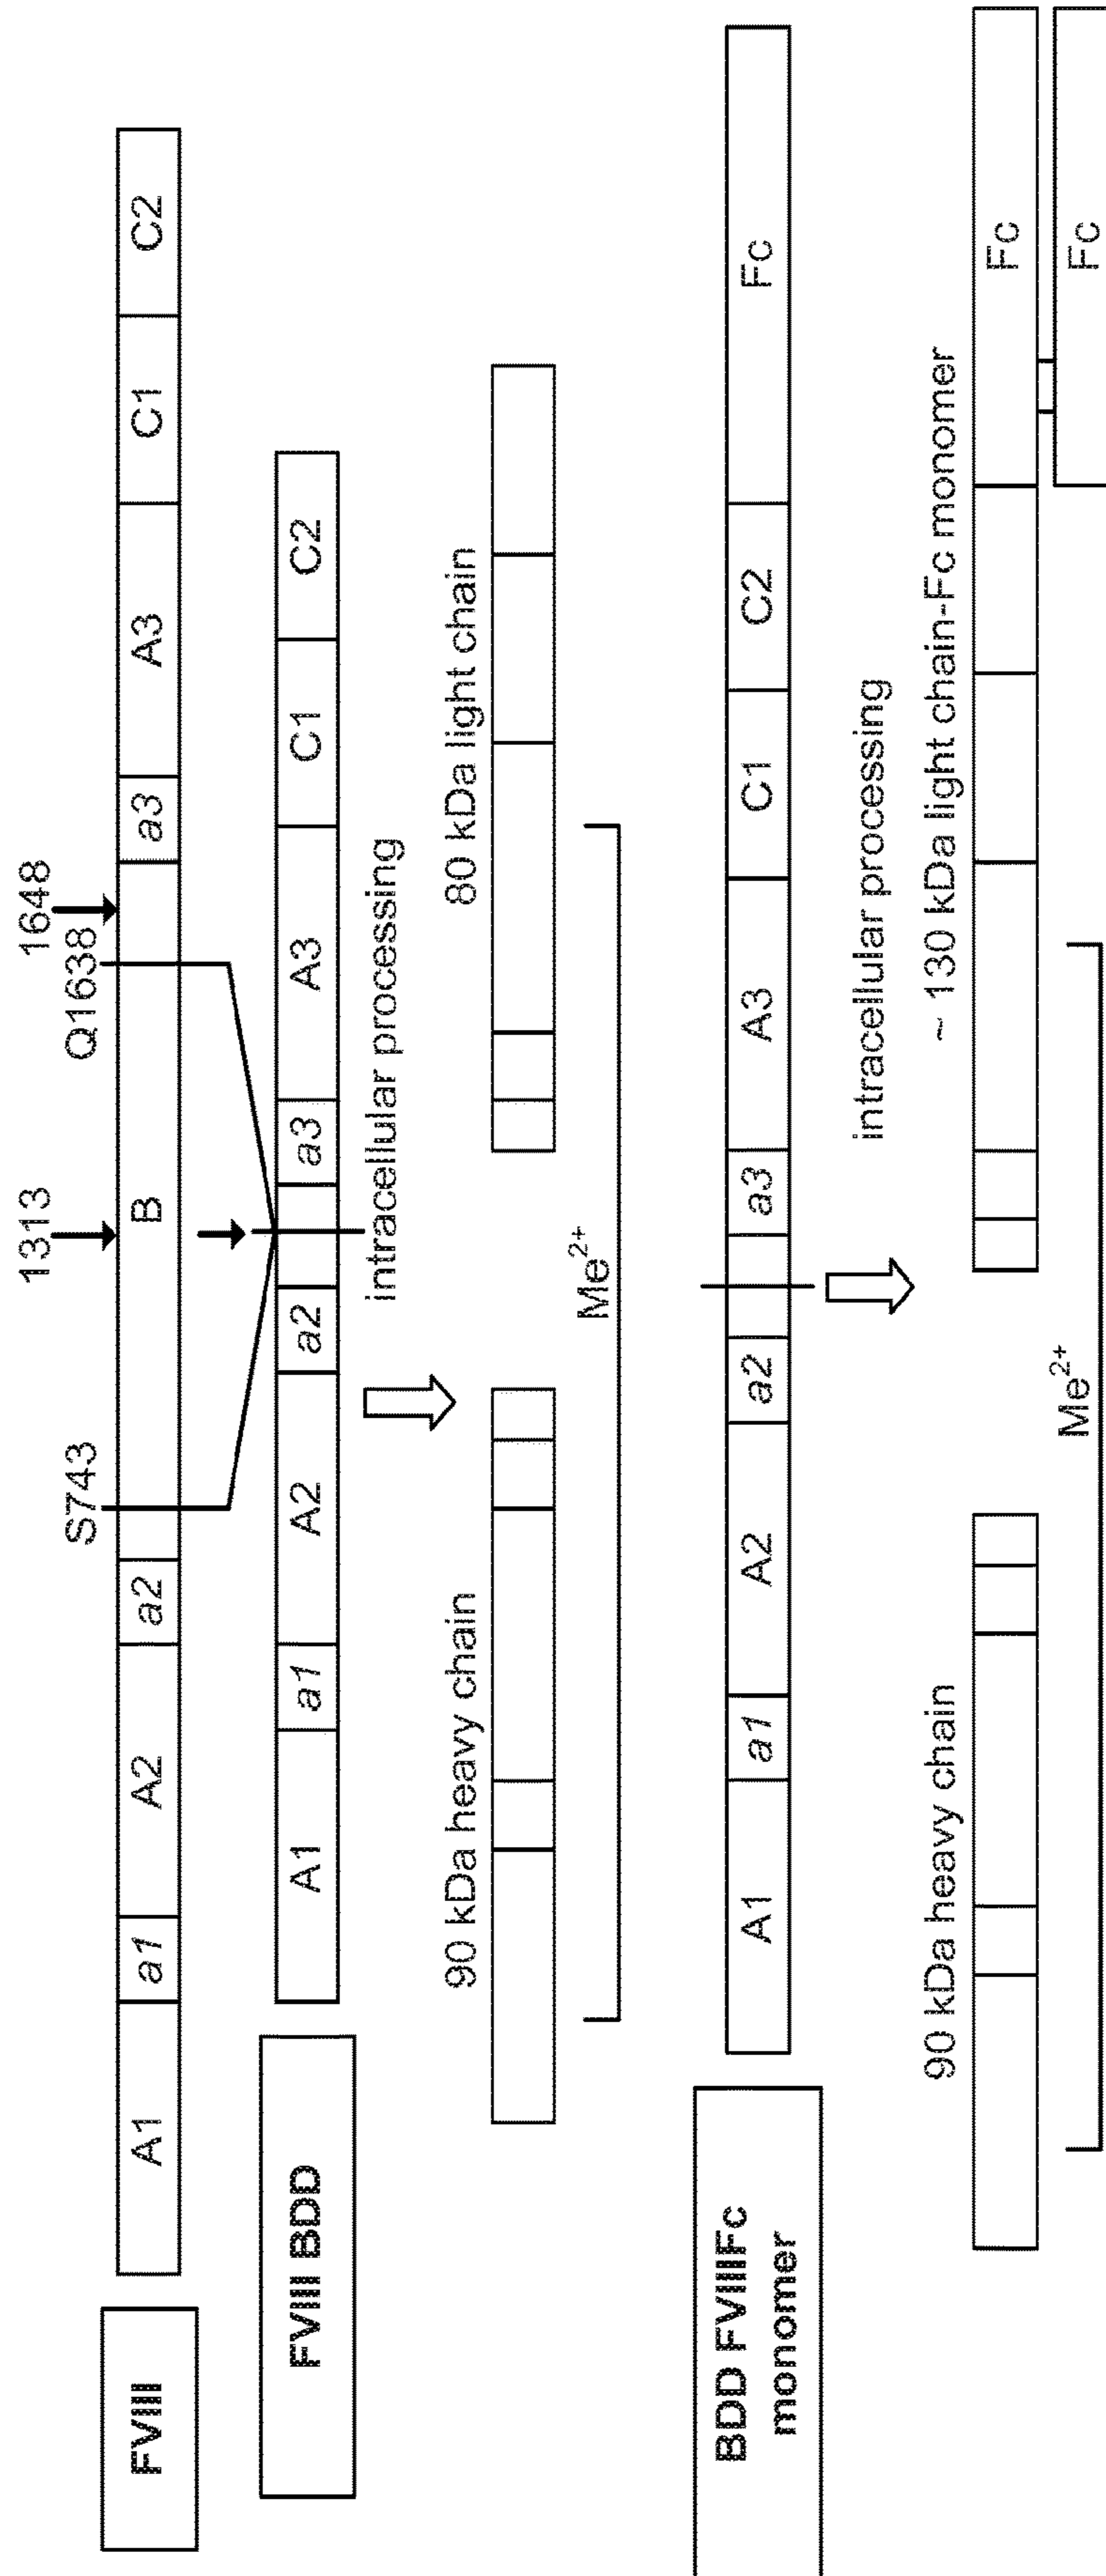 1313
1648
S743
Q1638
FVIII
A1
a1
A2
a2
B
a3
A3
C1
C2
FVIII BDD
A1
a1
A2
a2
a3
A3
C1
C2
intracellular processing
90 kDa heavy chain
80 kDa light chain
Me2+
BDD FVIIIFc
monomer
A1
a1
A2
a2
a3
A3
C1
C2
Fc
intracellular processing
90 kDa heavy chain
~ 130 kDa light chain-Fc monomer
Fc
Me2+
Fc